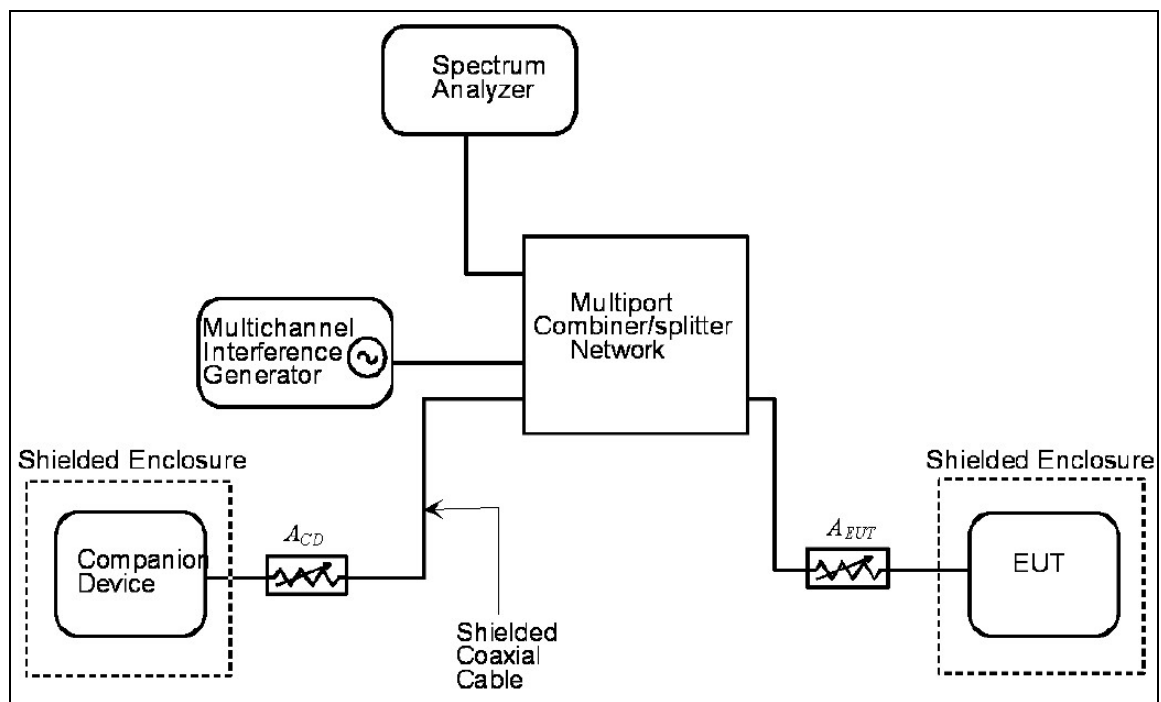 Spectrum
Analyzer
Multiport
Combiner/splitter
Network
Multichannel
Interference
Generator
Shielded Enclosure
Shielded Enclosure
Companion
Device
A_CD
A_EUT
EUT
Shielded
Coaxial
Cable